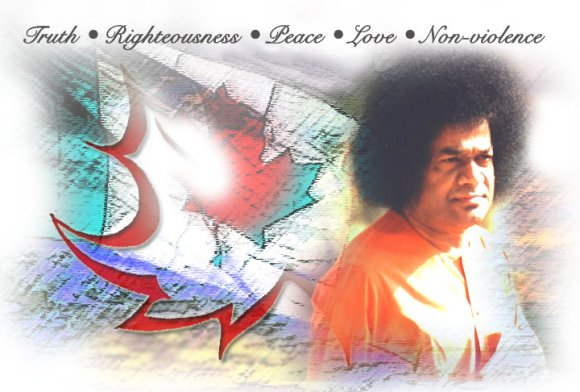 Truth • Righteousness • Peace • Love • Non-violence